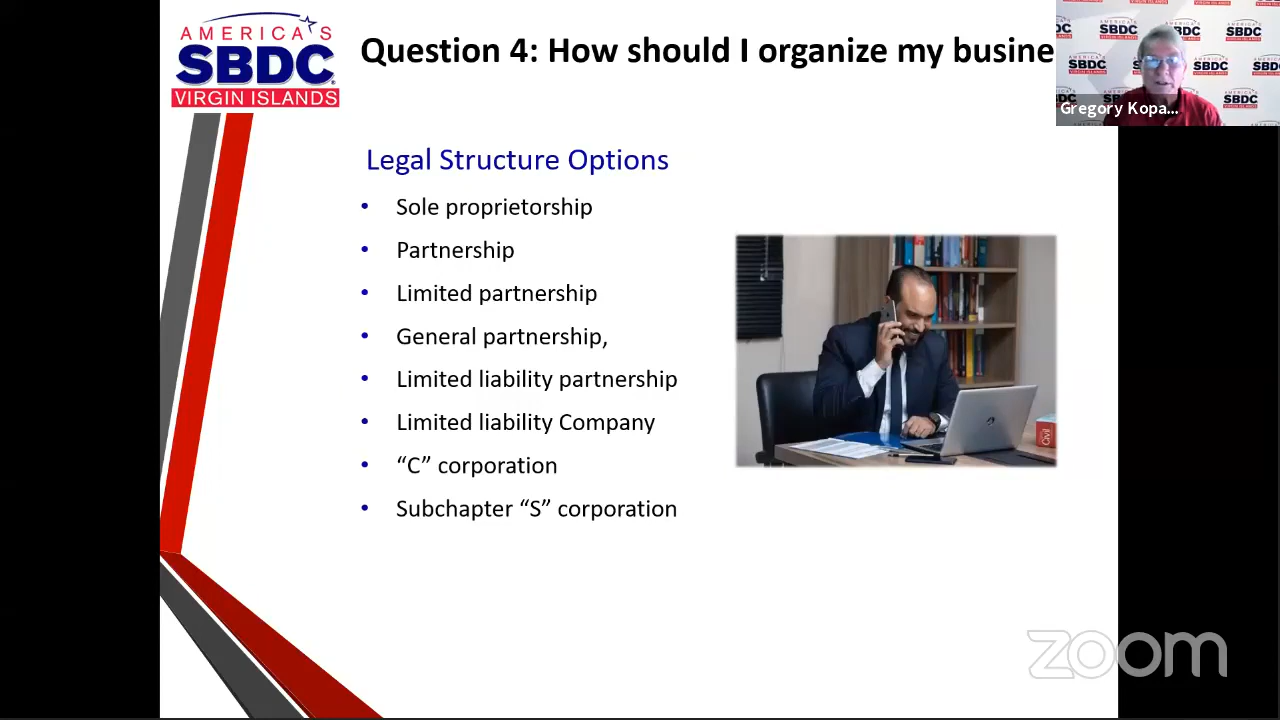 AMERICA'S
SBDC
VIRGIN ISLANDS
Question 4: How should I organize my busine
Gregory Kopa...
Legal Structure Options
• Sole proprietorship
• Partnership
• Limited partnership
• General partnership,
• Limited liability partnership
• Limited liability Company
• “C” corporation
• Subchapter “S” corporation
Civil
zoom